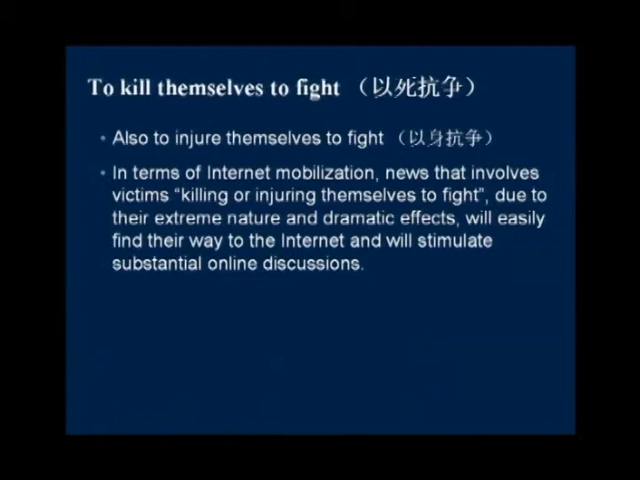 To kill themselves to fight （以死抗争）
• Also to injure themselves to fight （以身抗争）
• In terms of Internet mobilization, news that involves
victims “killing or injuring themselves to fight”, due to
their extreme nature and dramatic effects, will easily
find their way to the Internet and will stimulate
substantial online discussions.